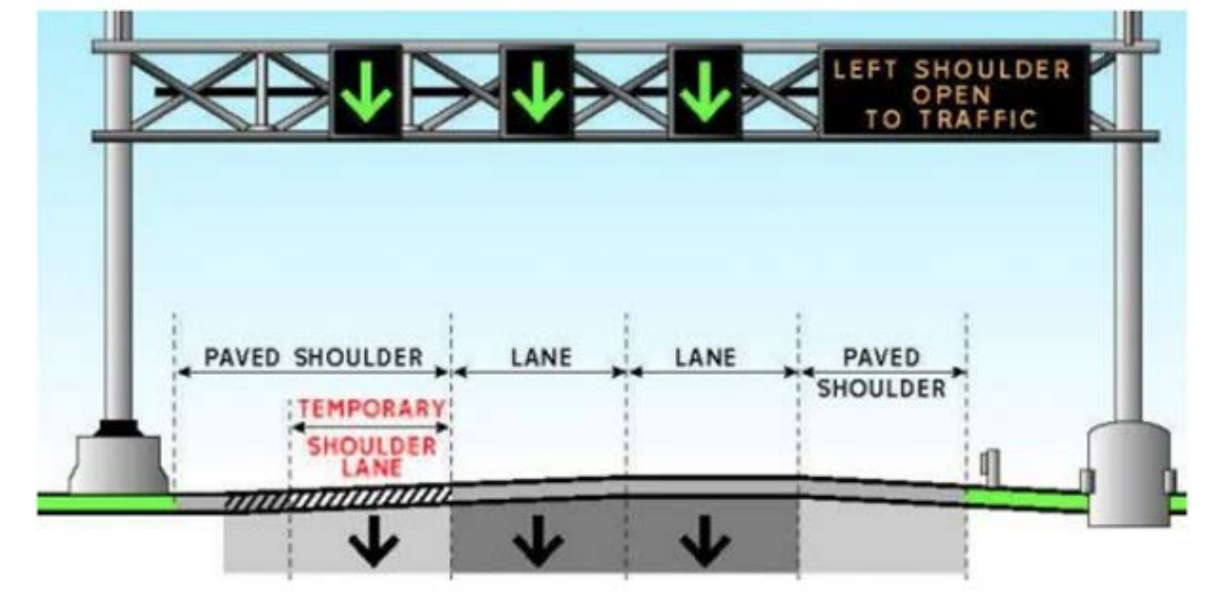 LEFT SHOULDER
OPEN
TO TRAFFIC
PAVED SHOULDER
LANE
LANE
PAVED
SHOULDER
TEMPORARY
SHOULDER
LANE